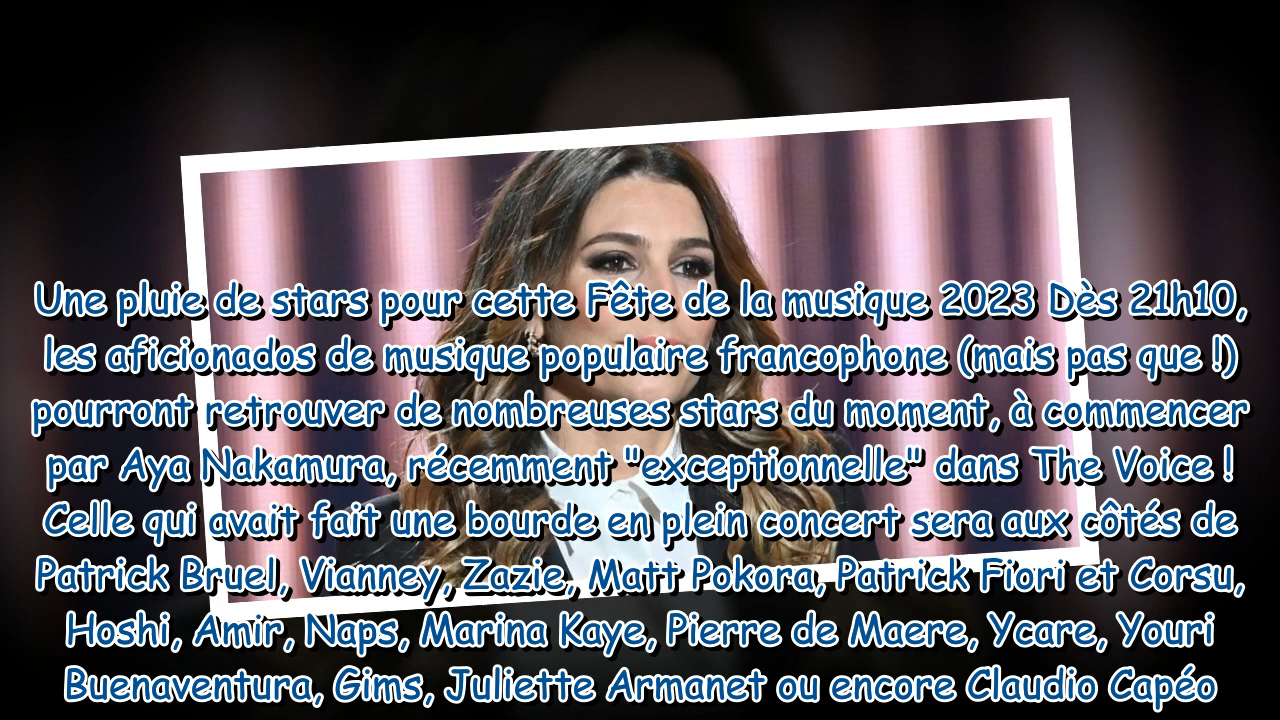 Une pluie de stars pour cette Fête de la musique 2023 Dès 21h10,
les aficionados de musique populaire francophone (mais pas que !)
pourront retrouver de nombreuses stars du moment, à commencer
par Aya Nakamura, récemment "exceptionnelle" dans The Voice !
Celle qui avait fait une bourde en plein concert sera aux côtés de
Patrick Bruel, Vianney, Zazie, Matt Pokora, Patrick Fiori et Corsu,
Hoshi, Amir, Naps, Marina Kaye, Pierre de Maere, Ycare, Youri
Buenaventura, Gims, Juliette Armanet ou encore Claudio Capéo